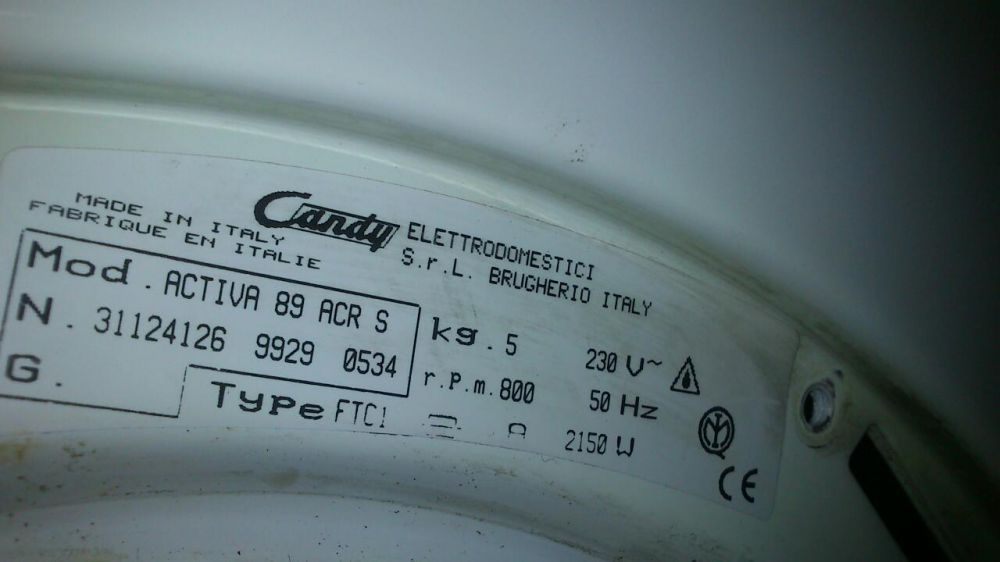 MADE IN ITALY
FABRIQUE EN ITALIE
Candy ELETTRODOMESTICI
S.r.L. BRUGHERIO ITALY
Mod. ACTIVA 89 ACR S
N. 31124126 9929 0534
G.
Type FTC1
kg. 5
r.p.m. 800
230 V~
50 Hz
2150 W
CE